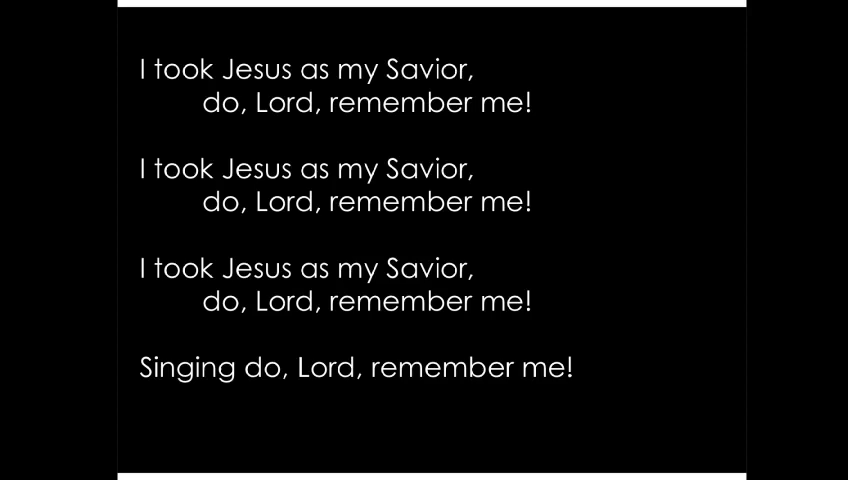 I took Jesus as my Savior,
do, Lord, remember me!
I took Jesus as my Savior,
do, Lord, remember me!
I took Jesus as my Savior,
do, Lord, remember me!
Singing do, Lord, remember me!